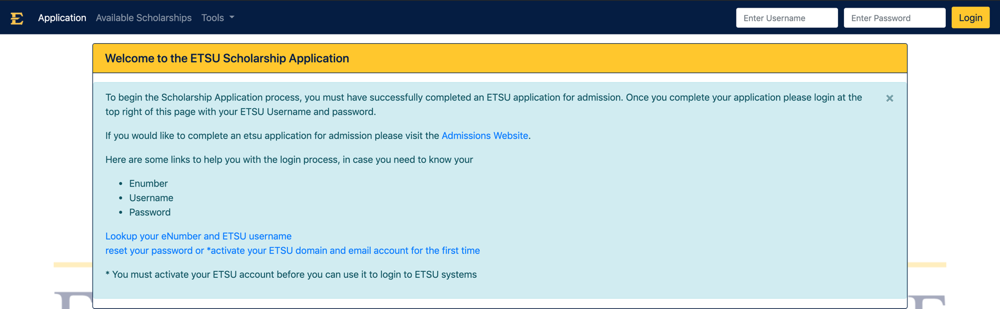 E Application Available Scholarships Tools Enter Username Enter Password Login
Welcome to the ETSU Scholarship Application
To begin the Scholarship Application process, you must have successfully completed an ETSU application for admission. Once you complete your application please login at the
top right of this page with your ETSU Username and password.
If you would like to complete an etsu application for admission please visit the Admissions Website.
Here are some links to help you with the login process, in case you need to know your
• Enumber
• Username
• Password
Lookup your eNumber and ETSU username
reset your password or *activate your ETSU domain and email account for the first time
* You must activate your ETSU account before you can use it to login to ETSU systems